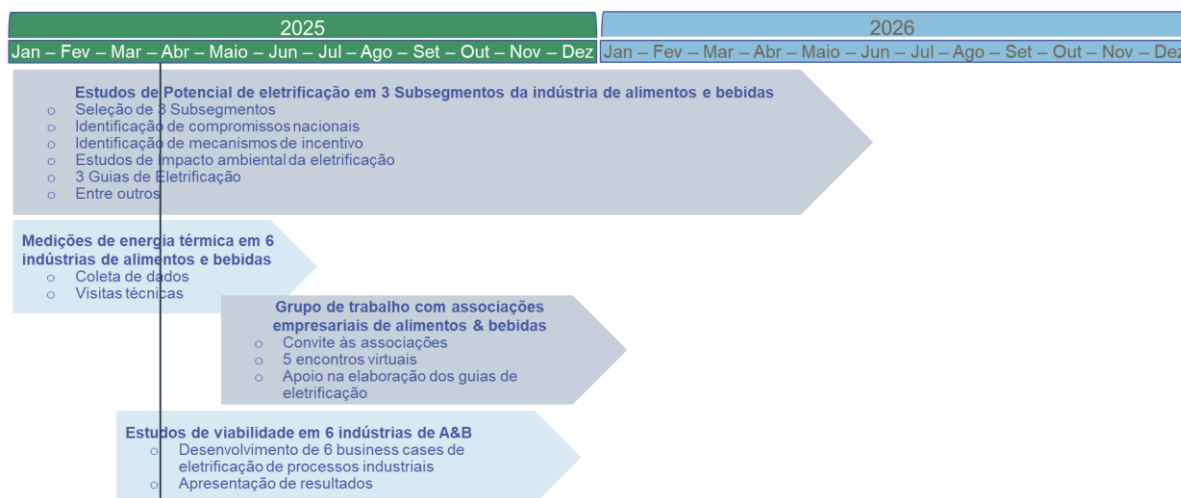 2025
2026
Jan – Fev – Mar – Abr – Maio – Jun – Jul – Ago – Set – Out – Nov – Dez
Jan – Fev – Mar – Abr – Maio – Jun – Jul – Ago – Set – Out – Nov – Dez
Estudos de Potencial de eletrificação em 3 Subsegmentos da indústria de alimentos e bebidas
o Seleção de 3 Subsegmentos
o Identificação de compromissos nacionais
o Identificação de mecanismos de incentivo
o Estudos de Impacto ambiental da eletrificação
o 3 Guias de Eletrificação
o Entre outros
Medições de energia térmica em 6
indústrias de alimentos e bebidas
o Coleta de dados
o Visitas técnicas
Grupo de trabalho com associações
empresariais de alimentos & bebidas
o Convite às associações
o 5 encontros virtuais
o Apoio na elaboração dos guias de
eletrificação
Estudos de viabilidade em 6 indústrias de A&B
o Desenvolvimento de 6 business cases de
eletrificação de processos industriais
o Apresentação de resultados